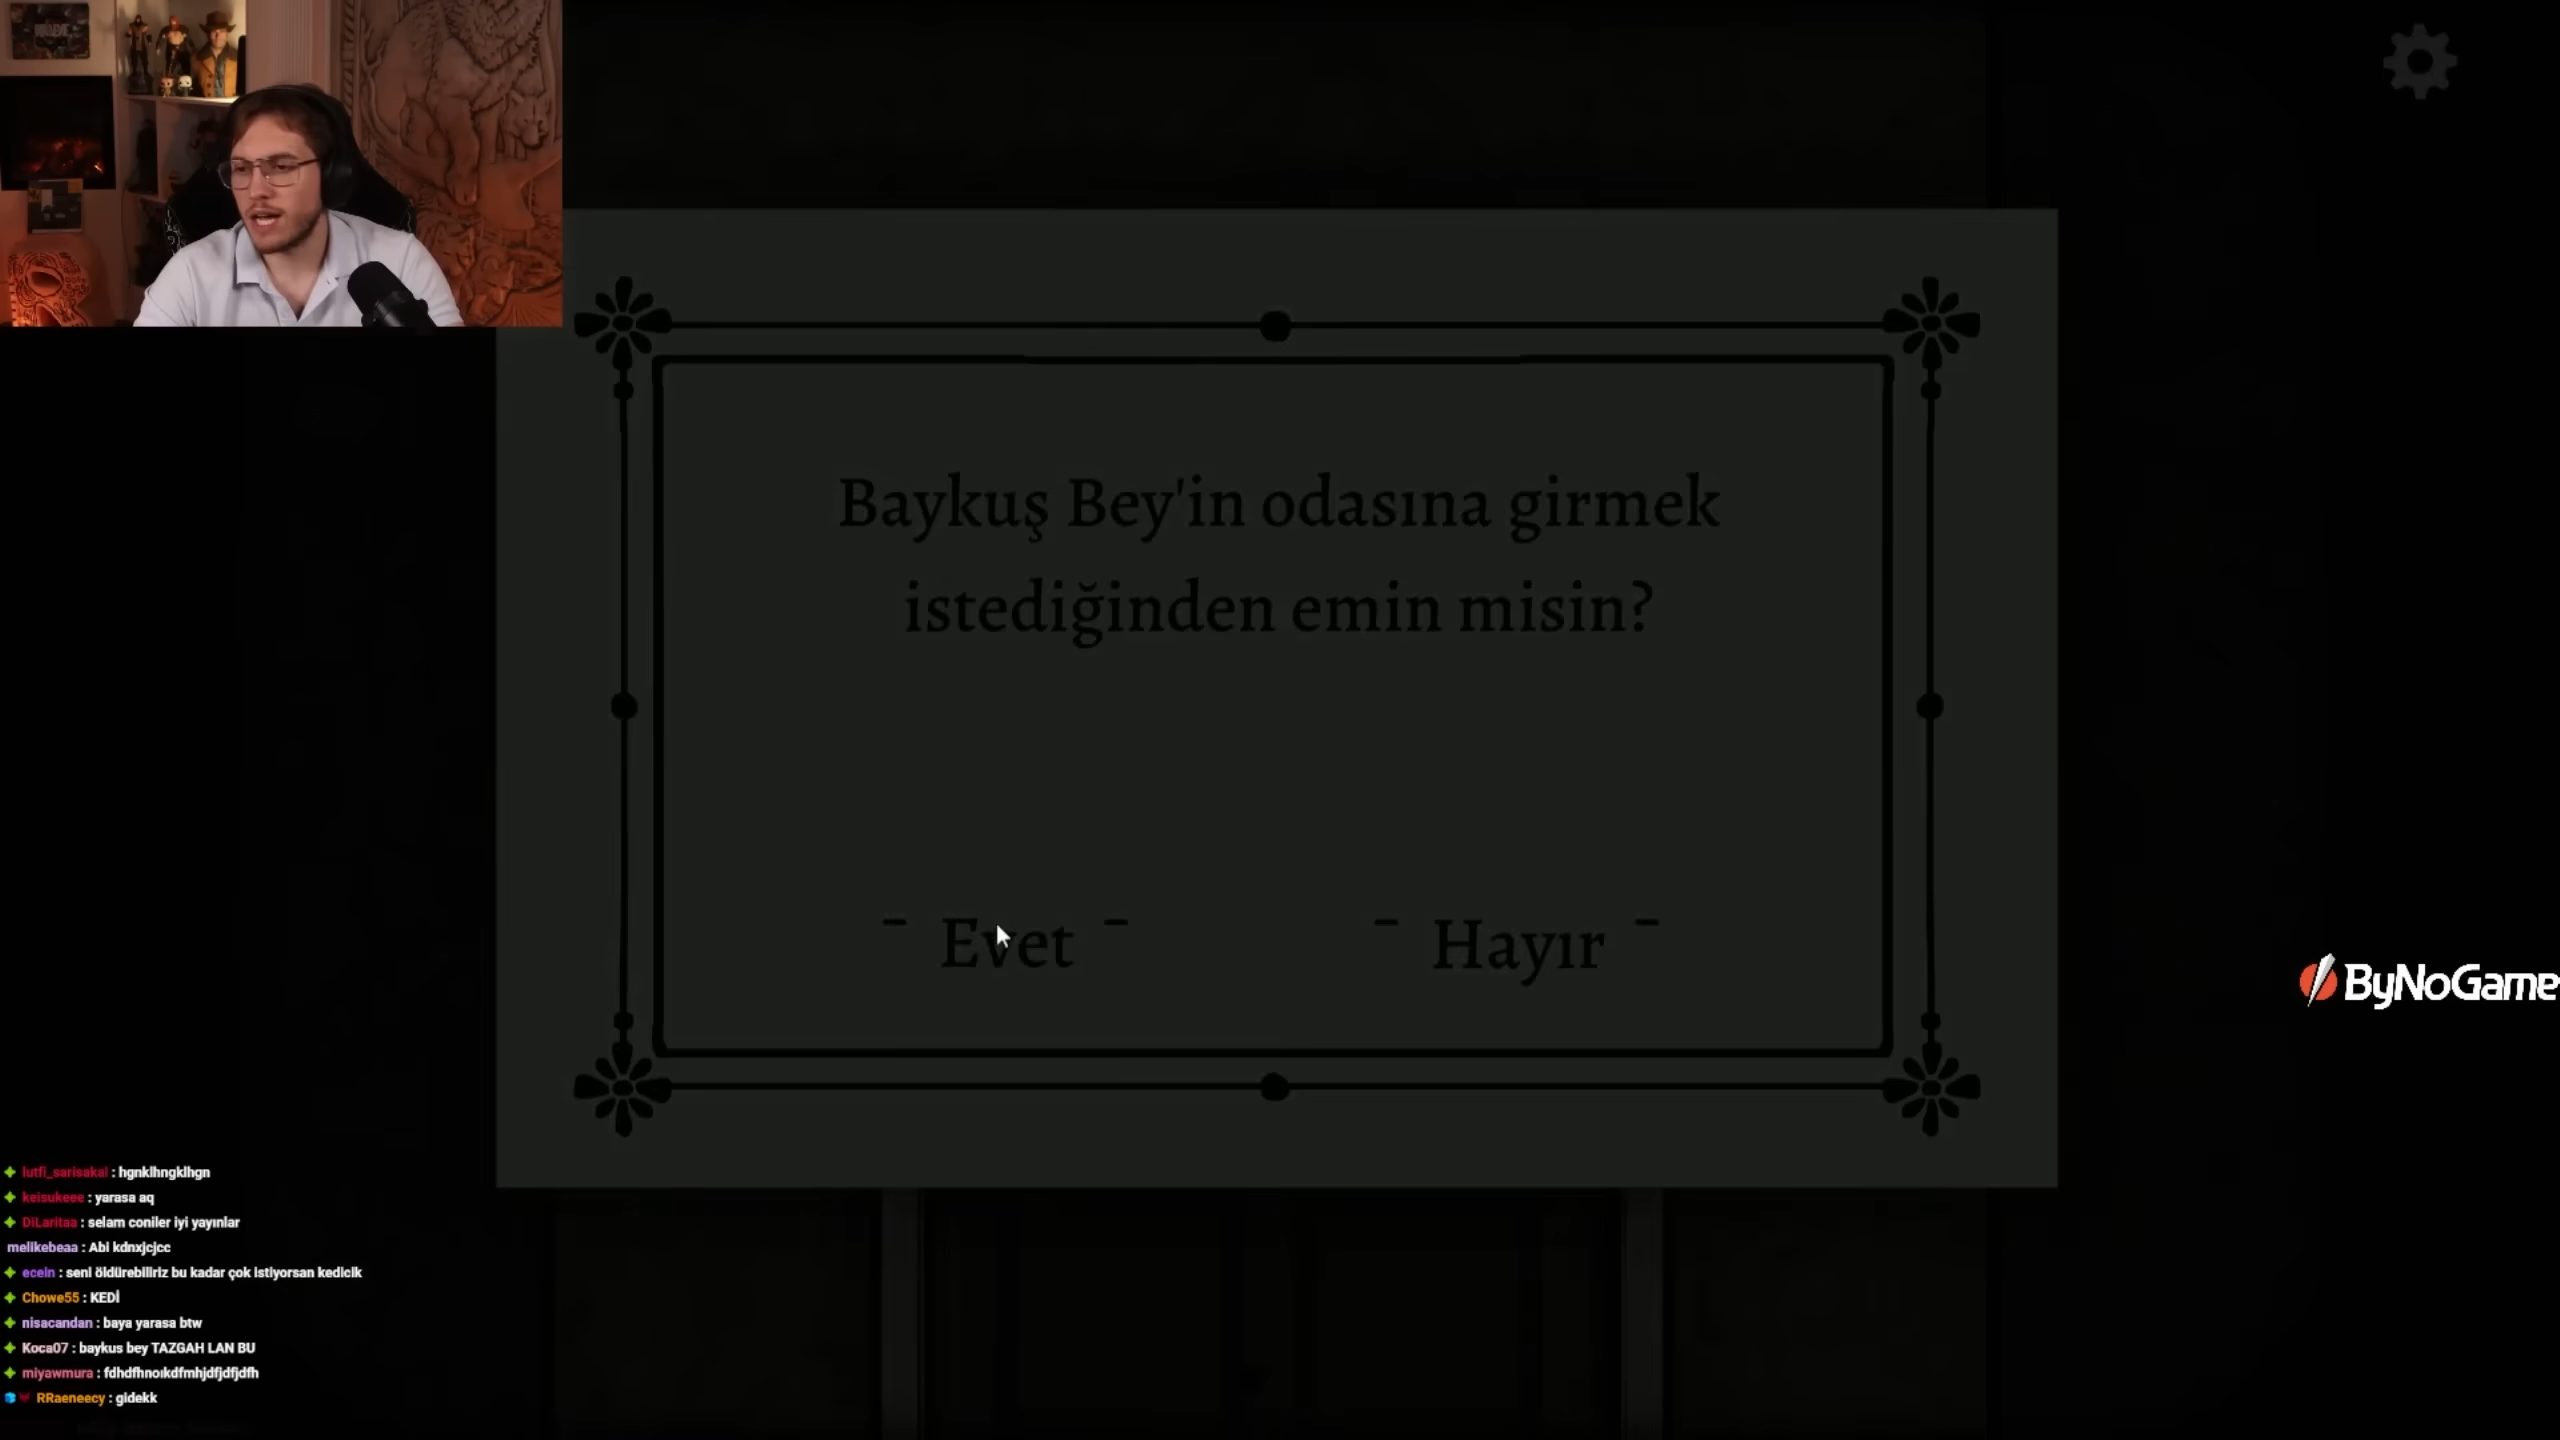 Baykuş Bey'in odasına girmek
istediğinden emin misin?
- Evet -
- Hayır -
ByNoGame
lutfi_sarisakal : hgnklhngklhgn
keisukeee : yarasa aq
DiLaritaa : selam coniler iyi yayınlar
melikebeaa : Abi kdnxjcjcc
ecein : seni öldürebiliriz bu kadar çok istiyorsan kedicik
Chowe55 : KEDİ
nisacandan : baya yarasa btw
Koca07 : baykus bey TAZGAH LAN BU
miyawmura : fdhdfhnoıkdfmhjdfjdfjdfh
RRaeneecy : gidekk